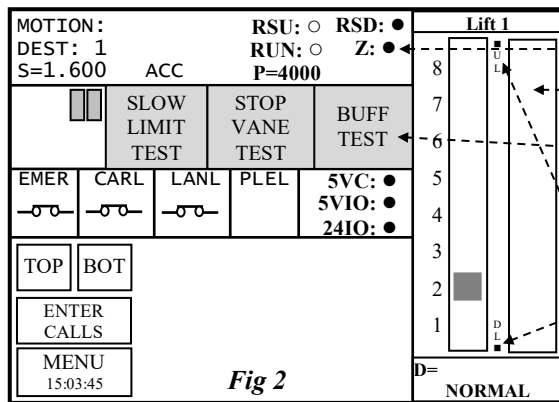 MOTION: RSU: ○ RSD: ●
DEST: 1 RUN: ○ Z: ●
S=1.600 ACC P=4000
SLOW LIMIT TEST
STOP VANE TEST
BUFF TEST
EMER CARL LANL PLEL 5VC: ●
5VIO: ●
24IO: ●
TOP BOT
ENTER
CALLS
MENU
15:03:45
Fig 2
Lift 1
U
L
8
7
6
5
4
3
2
1
D
L
D=
NORMAL